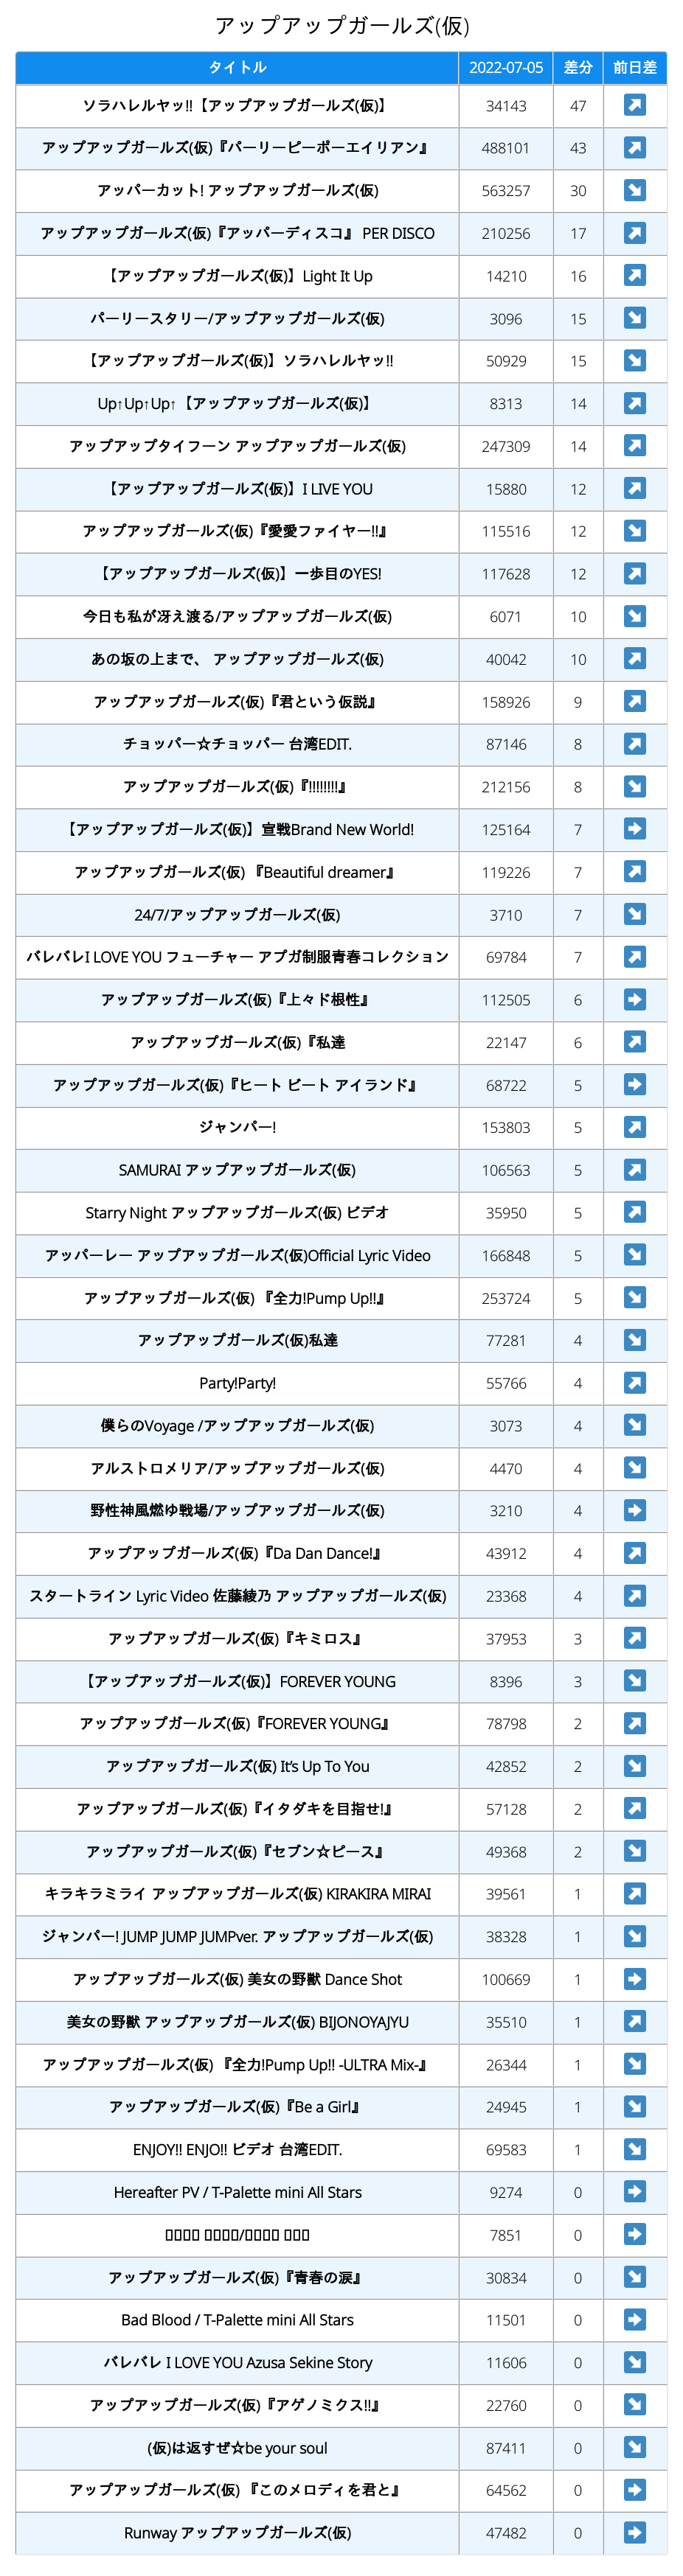 アップアップガールズ(仮)
タイトル 2022-07-05 差分 前日差
ソラハレルヤッ!!【アップアップガールズ(仮)】 34143 47
アップアップガールズ(仮)『パーリーピーポーエイリアン』 488101 43
アッパーカット! アップアップガールズ(仮) 563257 30
アップアップガールズ(仮)『アッパーディスコ』 PER DISCO 210256 17
【アップアップガールズ(仮)】Light It Up 14210 16
パーリースタリー/アップアップガールズ(仮) 3096 15
【アップアップガールズ(仮)】ソラハレルヤッ!! 50929 15
Up↑Up↑Up↑【アップアップガールズ(仮)】 8313 14
アップアップタイフーン アップアップガールズ(仮) 247309 14
【アップアップガールズ(仮)】I LIVE YOU 15880 12
アップアップガールズ(仮)『愛愛ファイヤー!!』 115516 12
【アップアップガールズ(仮)】一歩目のYES! 117628 12
今日も私が冴え渡る/アップアップガールズ(仮) 6071 10
あの坂の上まで、 アップアップガールズ(仮) 40042 10
アップアップガールズ(仮)『君という仮説』 158926 9
チョッパー☆チョッパー 台湾EDIT. 87146 8
アップアップガールズ(仮)『!!!!!!!!』 212156 8
【アップアップガールズ(仮)】宣戦Brand New World! 125164 7
アップアップガールズ(仮) 『Beautiful dreamer』 119226 7
24/7/アップアップガールズ(仮) 3710 7
バレバレI LOVE YOU フューチャー アプガ制服青春コレクション 69784 7
アップアップガールズ(仮)『上々ド根性』 112505 6
アップアップガールズ(仮)『私達 22147 6
アップアップガールズ(仮)『ヒート ビート アイランド』 68722 5
ジャンパー! 153803 5
SAMURAI アップアップガールズ(仮) 106563 5
Starry Night アップアップガールズ(仮) ビデオ 35950 5
アッパーレー アップアップガールズ(仮)Official Lyric Video 166848 5
アップアップガールズ(仮) 『全力!Pump Up!!』 253724 5
アップアップガールズ(仮)私達 77281 4
Party!Party! 55766 4
僕らのVoyage /アップアップガールズ(仮) 3073 4
アルストロメリア/アップアップガールズ(仮) 4470 4
野性神風燃ゆ戦場/アップアップガールズ(仮) 3210 4
アップアップガールズ(仮)『Da Dan Dance!』 43912 4
スタートライン Lyric Video 佐藤綾乃 アップアップガールズ(仮) 23368 4
アップアップガールズ(仮)『キミロス』 37953 3
【アップアップガールズ(仮)】FOREVER YOUNG 8396 3
アップアップガールズ(仮)『FOREVER YOUNG』 78798 2
アップアップガールズ(仮) It's Up To You 42852 2
アップアップガールズ(仮)『イタダキを目指せ!』 57128 2
アップアップガールズ(仮)『セブン☆ピース』 49368 2
キラキラミライ アップアップガールズ(仮) KIRAKIRA MIRAI 39561 1
ジャンパー! JUMP JUMP JUMPver. アップアップガールズ(仮) 38328 1
アップアップガールズ(仮) 美女の野獣 Dance Shot 100669 1
美女の野獣 アップアップガールズ(仮) BIJONOYAJYU 35510 1
アップアップガールズ(仮) 『全力!Pump Up!! -ULTRA Mix-』 26344 1
アップアップガールズ(仮)『Be a Girl』 24945 1
ENJOY!! ENJO!! ビデオ 台湾EDIT. 69583 1
Hereafter PV / T-Palette mini All Stars 9274 0
▯▯▯▯ ▯▯▯▯/▯▯▯▯ ▯▯▯ 7851 0
アップアップガールズ(仮)『青春の涙』 30834 0
Bad Blood / T-Palette mini All Stars 11501 0
バレバレ I LOVE YOU Azusa Sekine Story 11606 0
アップアップガールズ(仮)『アゲノミクス!!』 22760 0
(仮)は返すぜ☆be your soul 87411 0
アップアップガールズ(仮) 『このメロディを君と』 64562 0
Runway アップアップガールズ(仮) 47482 0